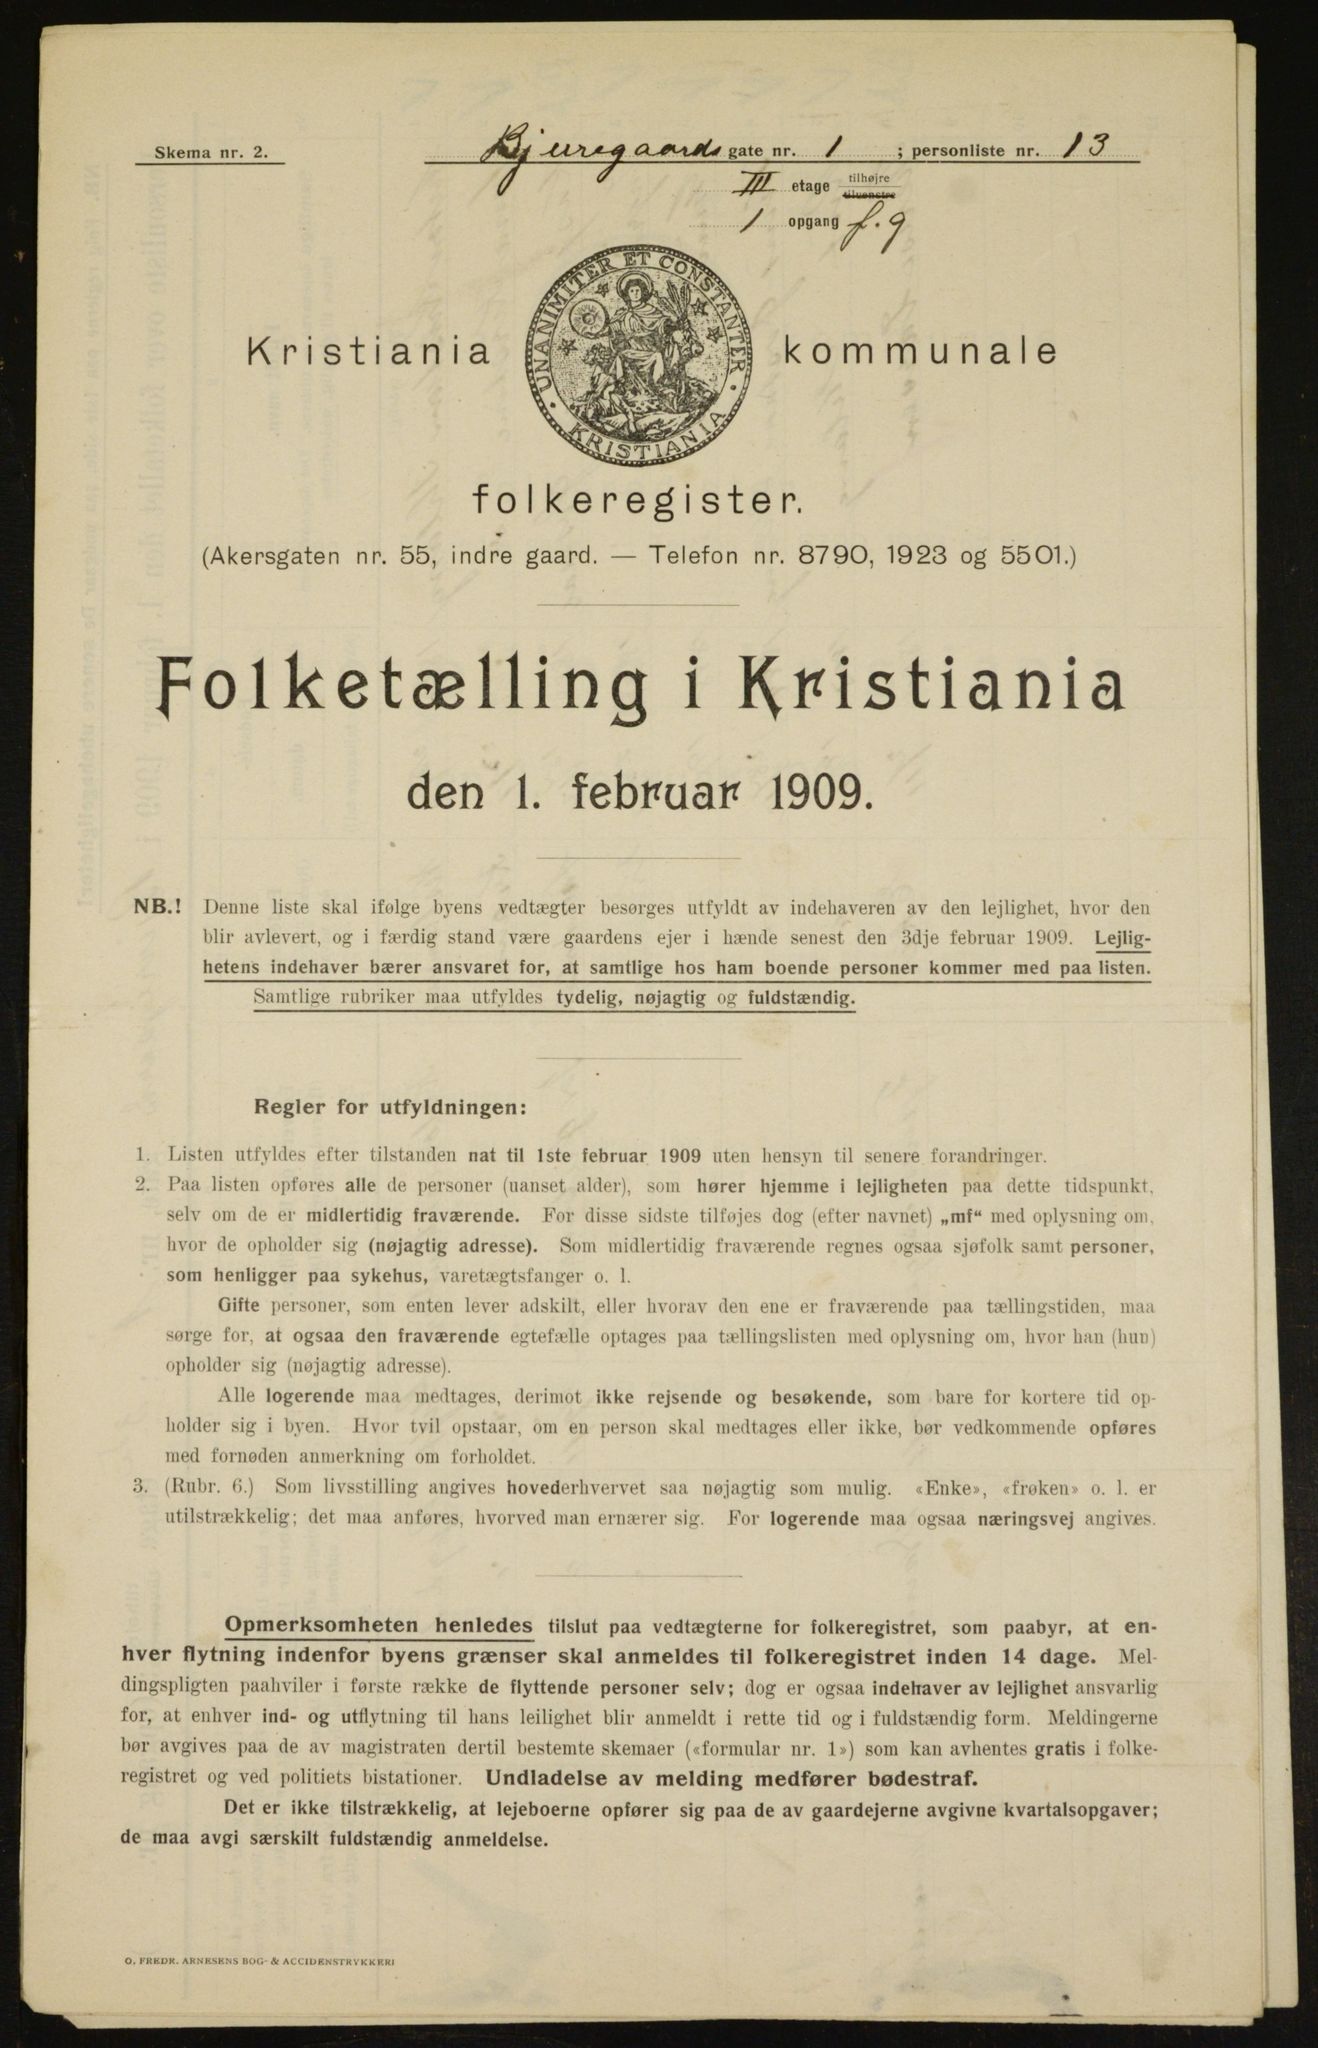 Skema nr. 2.
Bjeuregaards gate nr. 1 ; personliste nr. 13
III etage tilhøjre
tilvenstre
1 opgang f. g
UNANIMITER ET CONSTANTER
KRISTIANIA
Kristiania kommunale
folkeregister.
(Akersgaten nr. 55, indre gaard. — Telefon nr. 8790, 1923 og 5501.)
Folketælling i Kristiania
den 1. februar 1909.
NB.! Denne liste skal ifølge byens vedtægter besørges utfyldt av indehaveren av den lejlighet, hvor den
blir avlevert, og i færdig stand være gaardens ejer i hænde senest den 3dje februar 1909. Lejlig-
hetens indehaver bærer ansvaret for, at samtlige hos ham boende personer kommer med paa listen.
Samtlige rubriker maa utfyldes tydelig, nøjagtig og fuldstændig.
Regler for utfyldningen:
1. Listen utfyldes efter tilstanden nat til 1ste februar 1909 uten hensyn til senere forandringer.
2. Paa listen opføres alle de personer (uanset alder), som hører hjemme i lejligheten paa dette tidspunkt,
selv om de er midlertidig fraværende. For disse sidste tilføjes dog (efter navnet) „mf“ med oplysning om,
hvor de opholder sig (nøjagtig adresse). Som midlertidig fraværende regnes ogsaa sjøfolk samt personer,
som henligger paa sykehus, varetægtsfanger o. l.
Gifte personer, som enten lever adskilt, eller hvorav den ene er fraværende paa tællingstiden, maa
sørge for, at ogsaa den fraværende egtefælle optages paa tællingslisten med oplysning om, hvor han (hun)
opholder sig (nøjagtig adresse).
Alle logerende maa medtages, derimot ikke rejsende og besøkende, som bare for kortere tid op-
holder sig i byen. Hvor tvil opstaar, om en person skal medtages eller ikke, bør vedkommende opføres
med fornøden anmerkning om forholdet.
3. (Rubr. 6.) Som livsstilling angives hovederhvervet saa nøjagtig som mulig. «Enke», «frøken» o. l. er
utilstrækkelig; det maa anføres, hvorved man ernærer sig. For logerende maa ogsaa næringsvej angives.
Opmerksomheten henledes tilslut paa vedtægterne for folkeregistret, som paabyr, at en-
hver flytning indenfor byens grænser skal anmeldes til folkeregistret inden 14 dage. Mel-
dingspligten paahviler i første række de flyttende personer selv; dog er ogsaa indehaver av lejlighet ansvarlig
for, at enhver ind- og utflytning til hans leilighet blir anmeldt i rette tid og i fuldstændig form. Meldingerne
bør avgives paa de av magistraten dertil bestemte skemaer («formular nr. 1») som kan avhentes gratis i folke-
registret og ved politiets bistationer. Undladelse av melding medfører bødestraf.
Det er ikke tilstrækkelig, at lejeboerne opfører sig paa de av gaardejerne avgivne kvartalsopgaver;
de maa avgi særskilt fuldstændig anmeldelse.
O. FREDR. ARNESENS BOG- & ACCIDENSTRYKKERI